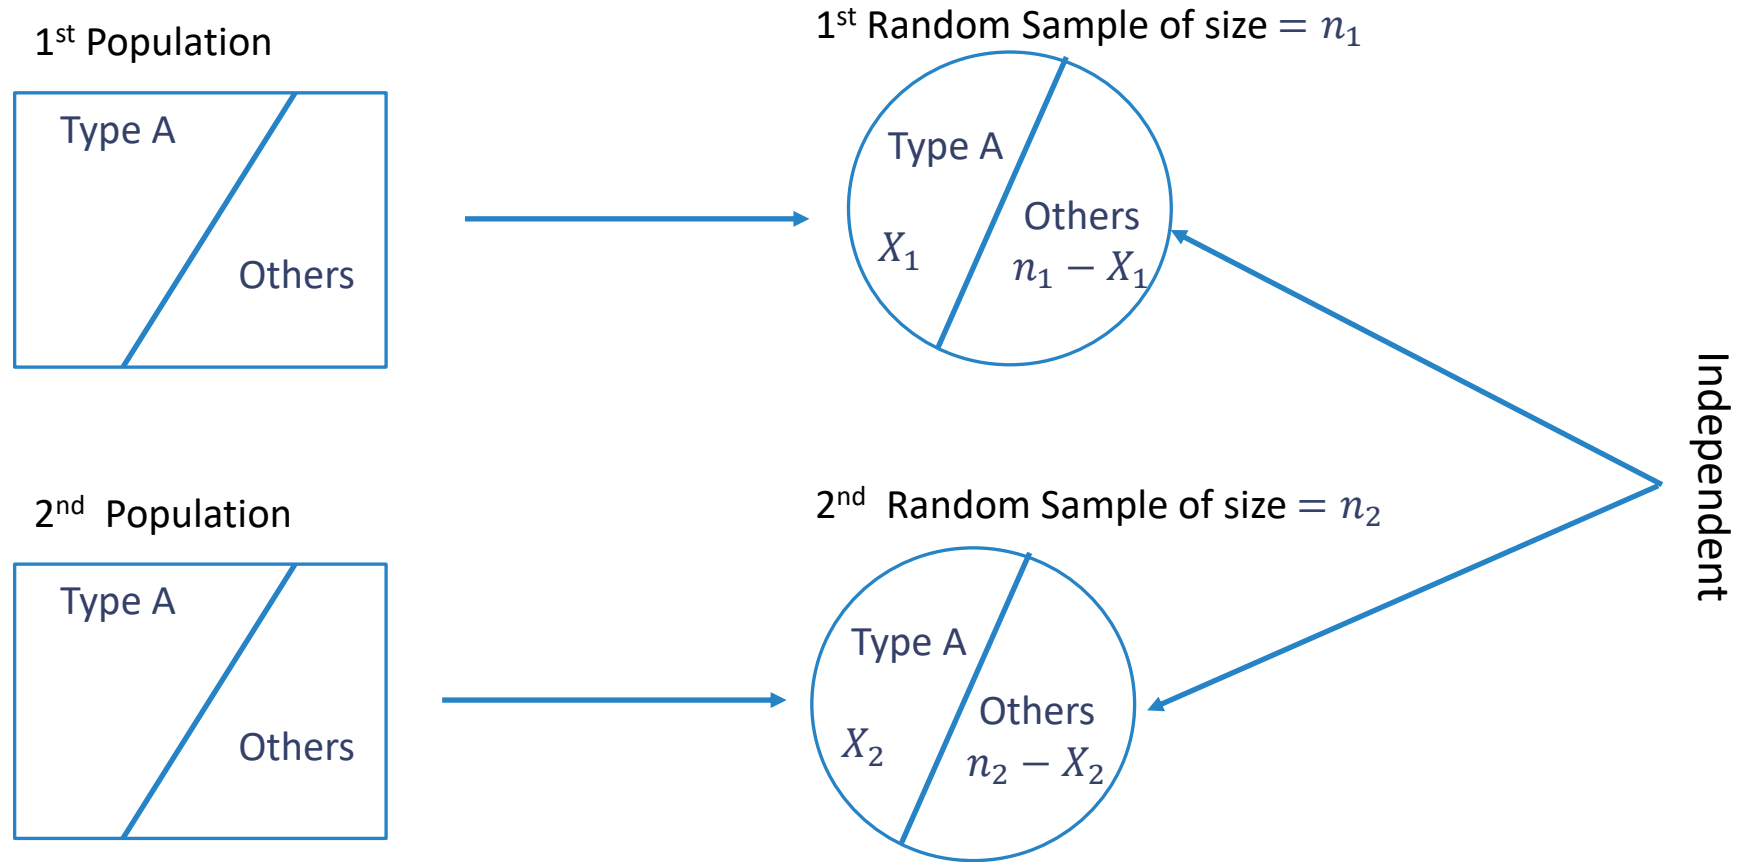 1st Population
Type A
Others
1st Random Sample of size = n₁
Type A
X₁
Others
n₁ − X₁
2nd Population
Type A
Others
2nd Random Sample of size = n₂
Type A
X₂
Others
n₂ − X₂
Independent